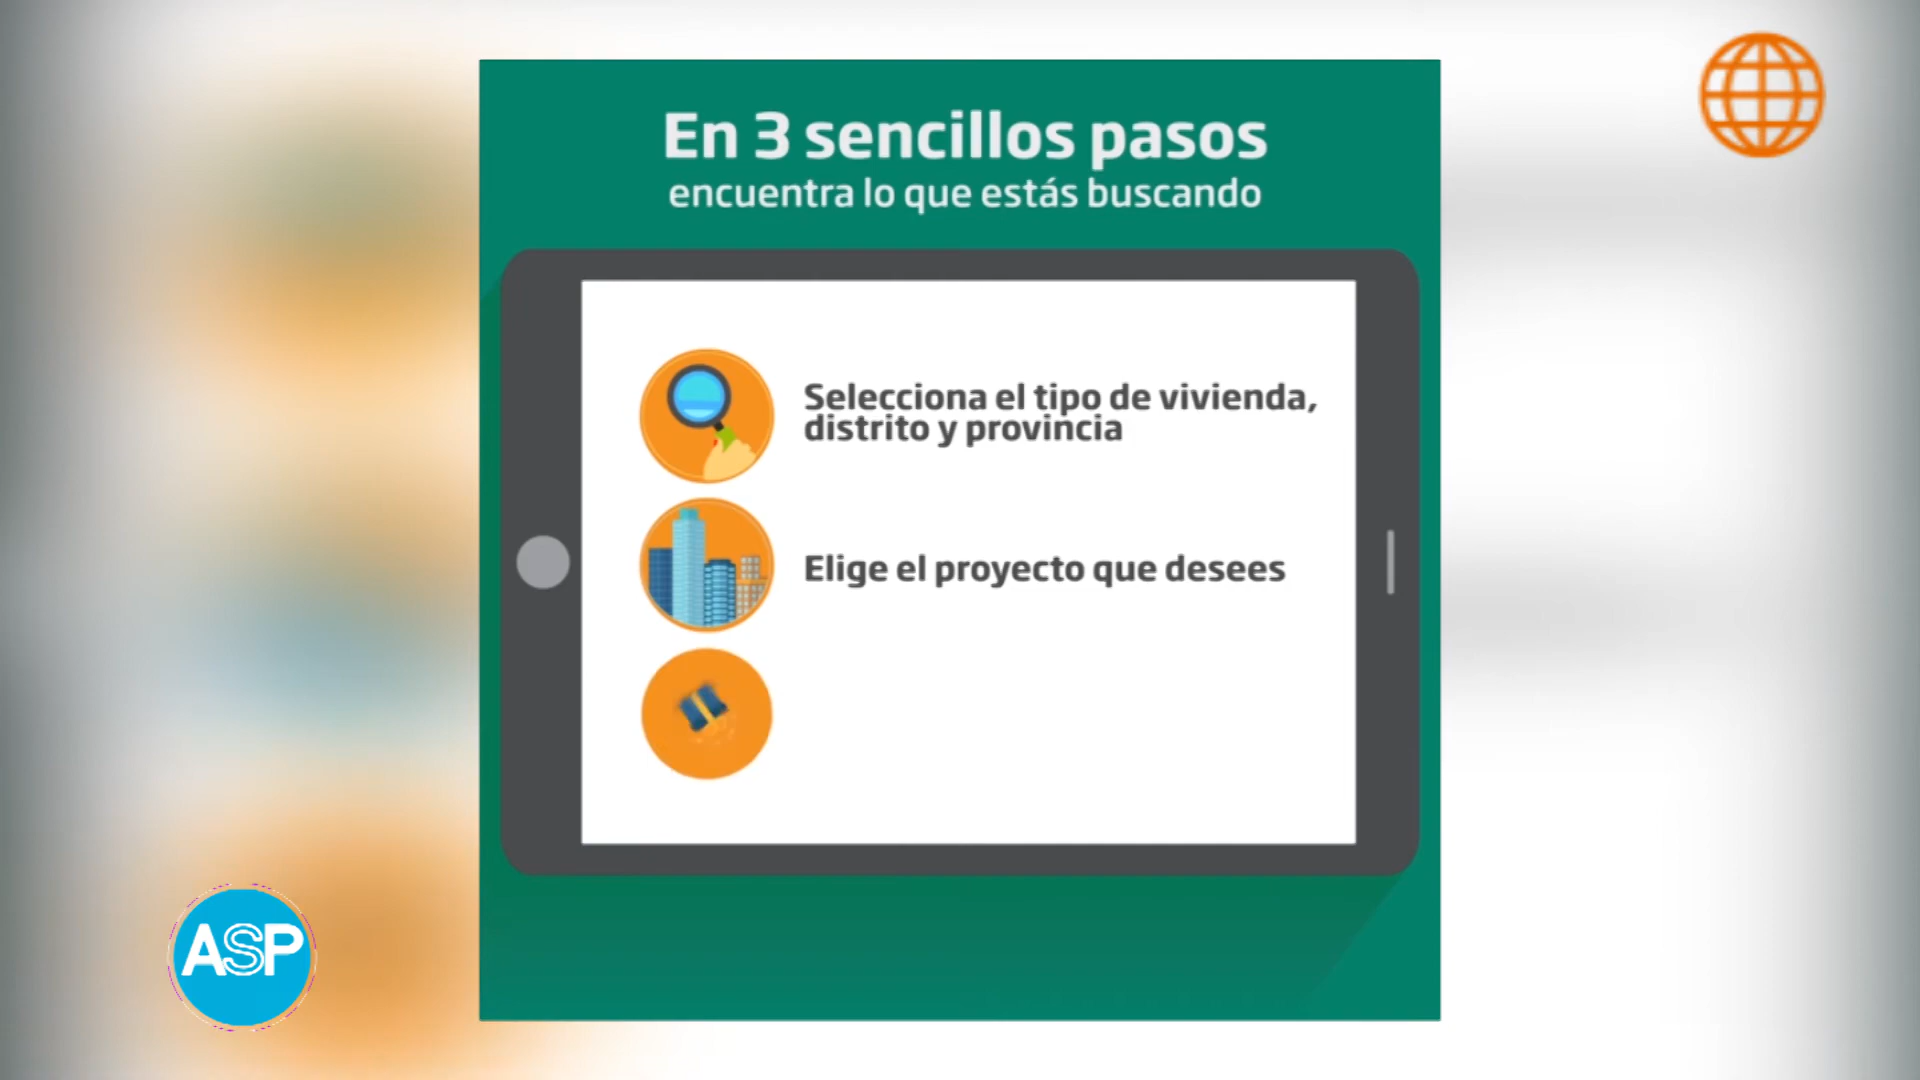 En 3 sencillos pasos
encuentra lo que estás buscando
Selecciona el tipo de vivienda,
distrito y provincia
Elige el proyecto que desees
ASP